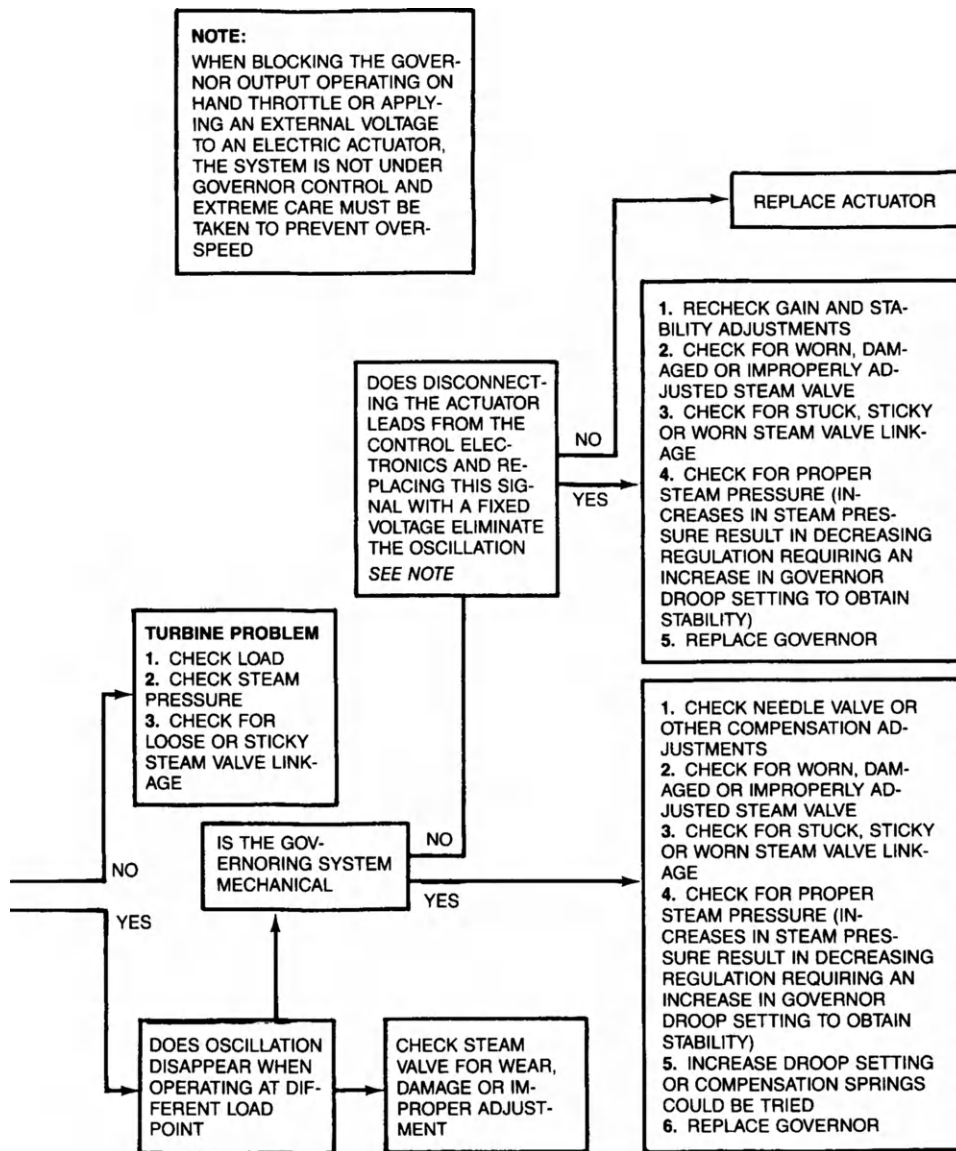 NOTE:
WHEN BLOCKING THE GOVER-
NOR OUTPUT OPERATING ON
HAND THROTTLE OR APPLY-
ING AN EXTERNAL VOLTAGE
TO AN ELECTRIC ACTUATOR,
THE SYSTEM IS NOT UNDER
GOVERNOR CONTROL AND
EXTREME CARE MUST BE
TAKEN TO PREVENT OVER-
SPEED
REPLACE ACTUATOR
1. RECHECK GAIN AND STA-
BILITY ADJUSTMENTS
2. CHECK FOR WORN, DAM-
AGED OR IMPROPERLY AD-
JUSTED STEAM VALVE
3. CHECK FOR STUCK, STICKY
OR WORN STEAM VALVE LINK-
AGE
4. CHECK FOR PROPER
STEAM PRESSURE (IN-
CREASES IN STEAM PRES-
SURE RESULT IN DECREASING
REGULATION REQUIRING AN
INCREASE IN GOVERNOR
DROOP SETTING TO OBTAIN
STABILITY)
5. REPLACE GOVERNOR
DOES DISCONNECT-
ING THE ACTUATOR
LEADS FROM THE
CONTROL ELEC-
TRONICS AND RE-
PLACING THIS SIG-
NAL WITH A FIXED
VOLTAGE ELIMINATE
THE OSCILLATION
SEE NOTE
NO
YES
TURBINE PROBLEM
1. CHECK LOAD
2. CHECK STEAM
PRESSURE
3. CHECK FOR
LOOSE OR STICKY
STEAM VALVE LINK-
AGE
IS THE GOV-
ERNORING SYSTEM
MECHANICAL
NO
YES
NO
YES
1. CHECK NEEDLE VALVE OR
OTHER COMPENSATION AD-
JUSTMENTS
2. CHECK FOR WORN, DAM-
AGED OR IMPROPERLY AD-
JUSTED STEAM VALVE
3. CHECK FOR STUCK, STICKY
OR WORN STEAM VALVE LINK-
AGE
4. CHECK FOR PROPER
STEAM PRESSURE (IN-
CREASES IN STEAM PRES-
SURE RESULT IN DECREASING
REGULATION REQUIRING AN
INCREASE IN GOVERNOR
DROOP SETTING TO OBTAIN
STABILITY)
5. INCREASE DROOP SETTING
OR COMPENSATION SPRINGS
COULD BE TRIED
6. REPLACE GOVERNOR
DOES OSCILLATION
DISAPPEAR WHEN
OPERATING AT DIF-
FERENT LOAD
POINT
CHECK STEAM
VALVE FOR WEAR,
DAMAGE OR IM-
PROPER ADJUST-
MENT